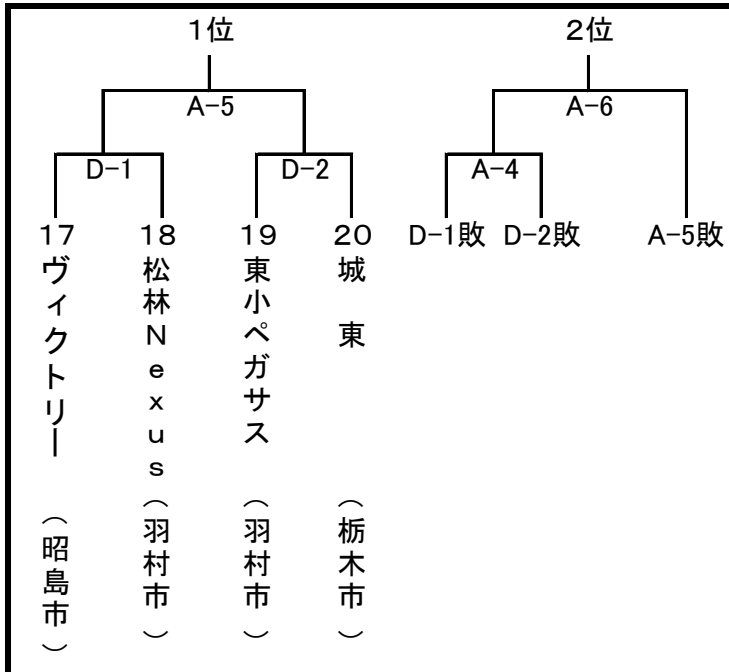 1位
2位
A-5
A-6
D-1
D-2
A-4
17
18
19
20
D-1敗
D-2敗
A-5敗
ヴィクトリー（昭島市）
松林Nexus（羽村市）
東小ペガサス（羽村市）
城東（栃木市）